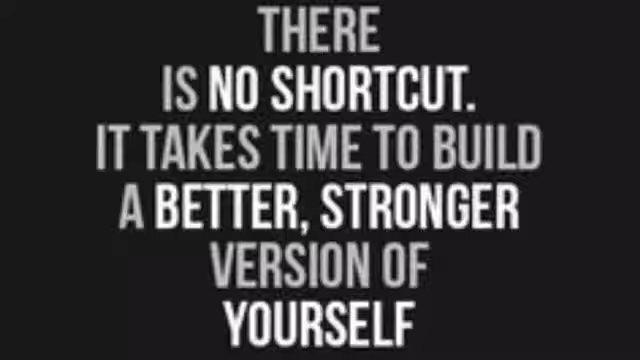 THERE
IS NO SHORTCUT.
IT TAKES TIME TO BUILD
A BETTER, STRONGER
VERSION OF
YOURSELF